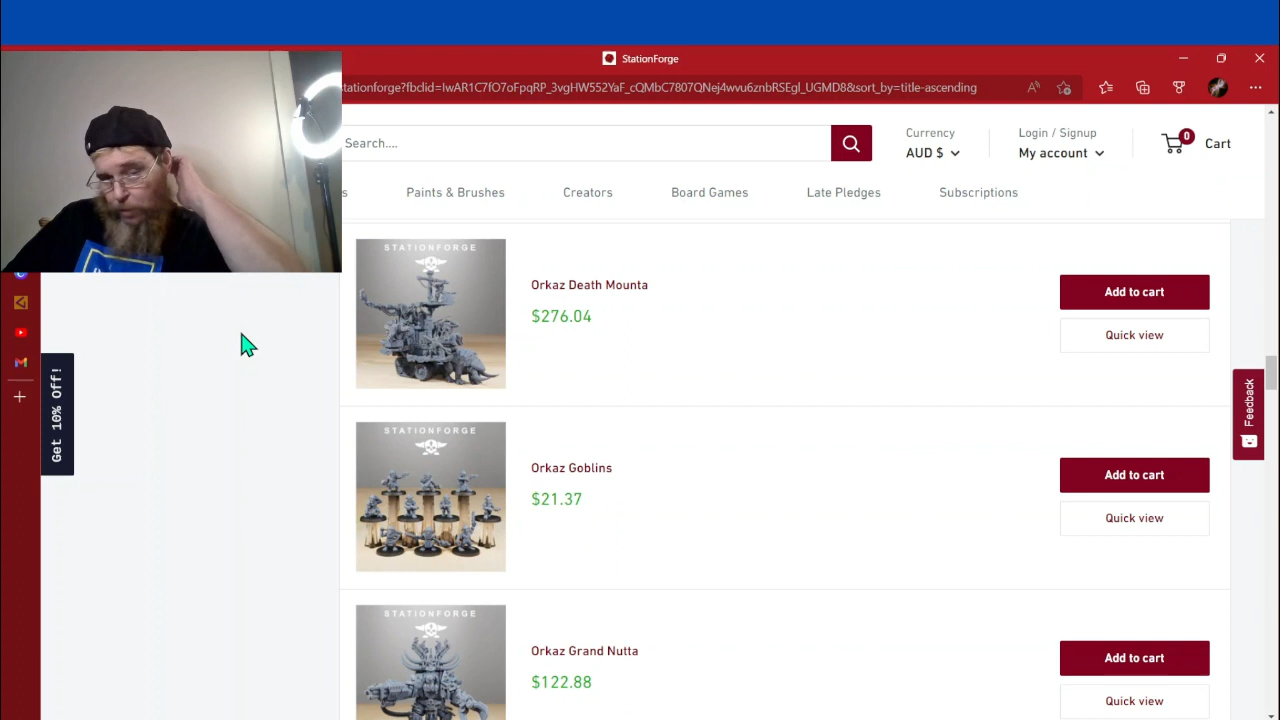 StationForge
stationforge?fbclid=IwAR1C7fO7oFpqRP_3vgHW552YaF_cQMbC7807QNej4wvu6znbRSEgl_UGMD8&sort_by=title-ascending
Search....
Currency
AUD $
Login / Signup
My account
0
Cart
s
Paints & Brushes
Creators
Board Games
Late Pledges
Subscriptions
STATIONFORGE
Orkaz Death Mounta
$276.04
Add to cart
Quick view
Get 10% Off!
Feedback
STATIONFORGE
Orkaz Goblins
$21.37
Add to cart
Quick view
STATIONFORGE
Orkaz Grand Nutta
$122.88
Add to cart
Quick view